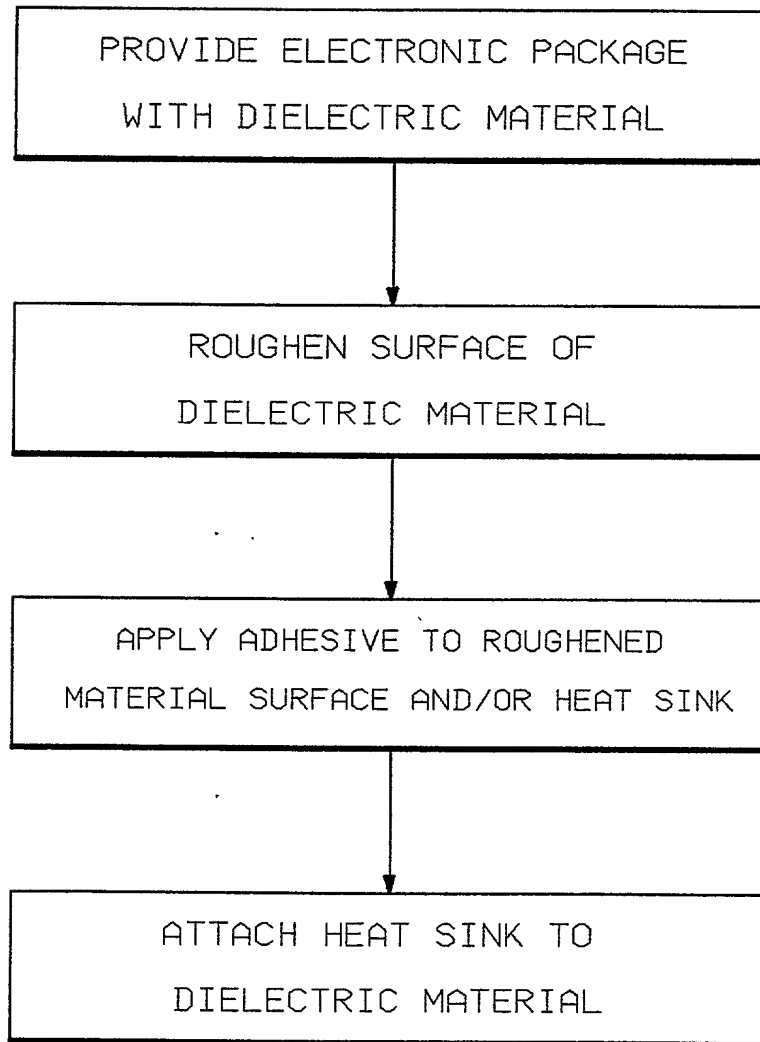 PROVIDE ELECTRONIC PACKAGE
WITH DIELECTRIC MATERIAL
ROUGHEN SURFACE OF
DIELECTRIC MATERIAL
APPLY ADHESIVE TO ROUGHENED
MATERIAL SURFACE AND/OR HEAT SINK
ATTACH HEAT SINK TO
DIELECTRIC MATERIAL